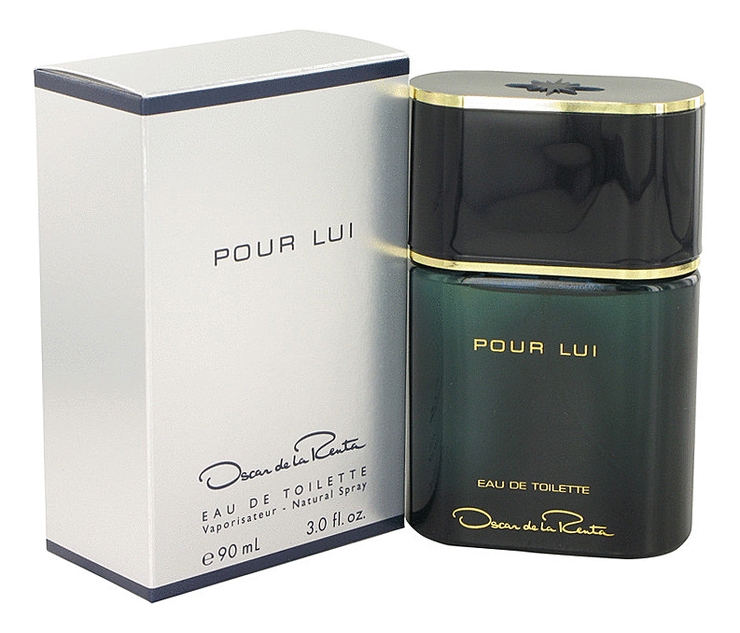 POUR LUI
Oscar de la Renta
EAU DE TOILETTE
Vaporisateur - Natural Spray
3.0 fl. oz.
℮ 90 mL
POUR LUI
EAU DE TOILETTE
Oscar de la Renta